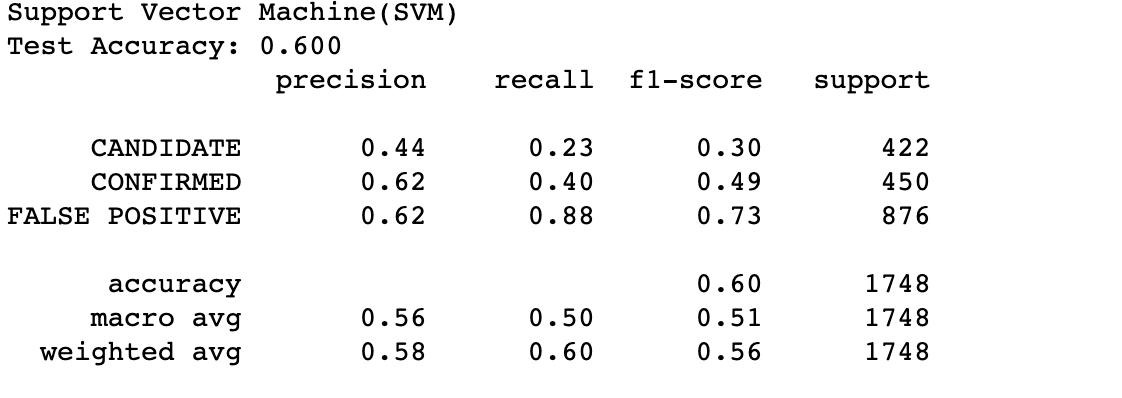 Support Vector Machine(SVM)
Test Accuracy: 0.600
precision recall f1-score support
CANDIDATE 0.44 0.23 0.30 422
CONFIRMED 0.62 0.40 0.49 450
FALSE POSITIVE 0.62 0.88 0.73 876
accuracy 0.60 1748
macro avg 0.56 0.50 0.51 1748
weighted avg 0.58 0.60 0.56 1748